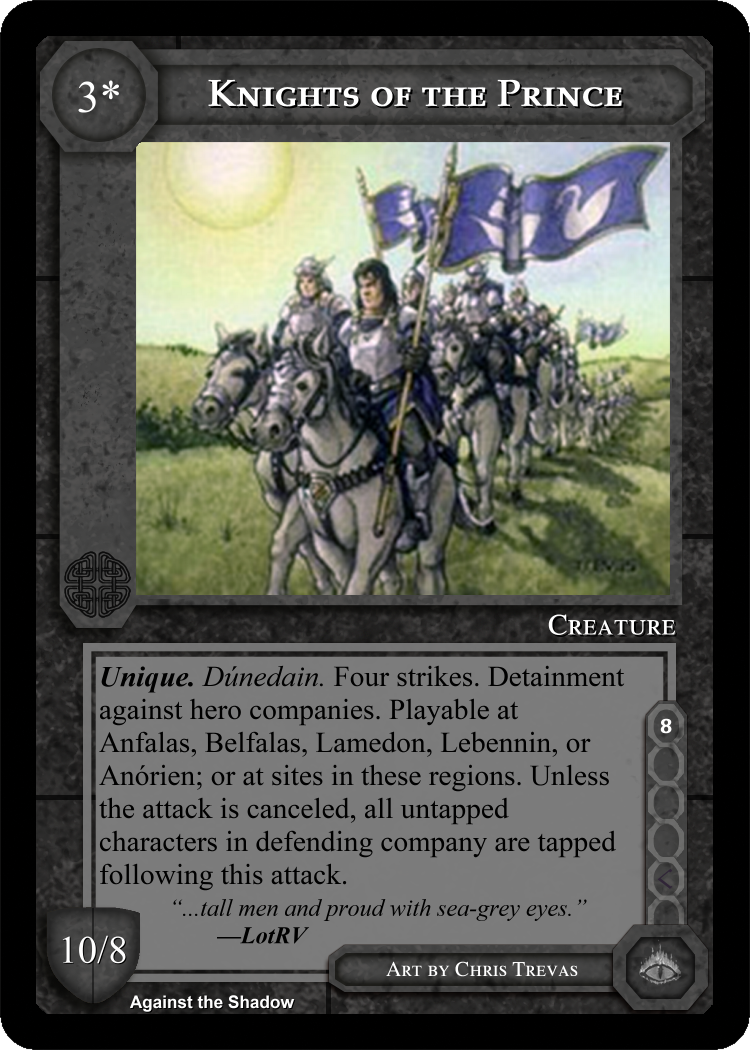 3*
Knights of the Prince
TREVAS
Creature
Unique. Dúnedain. Four strikes. Detainment
against hero companies. Playable at
Anfalas, Belfalas, Lamedon, Lebennin, or
Anórien; or at sites in these regions. Unless
the attack is canceled, all untapped
characters in defending company are tapped
following this attack.
“...tall men and proud with sea-grey eyes.”
—LotRV
8
10/8
Art by Chris Trevas
Against the Shadow